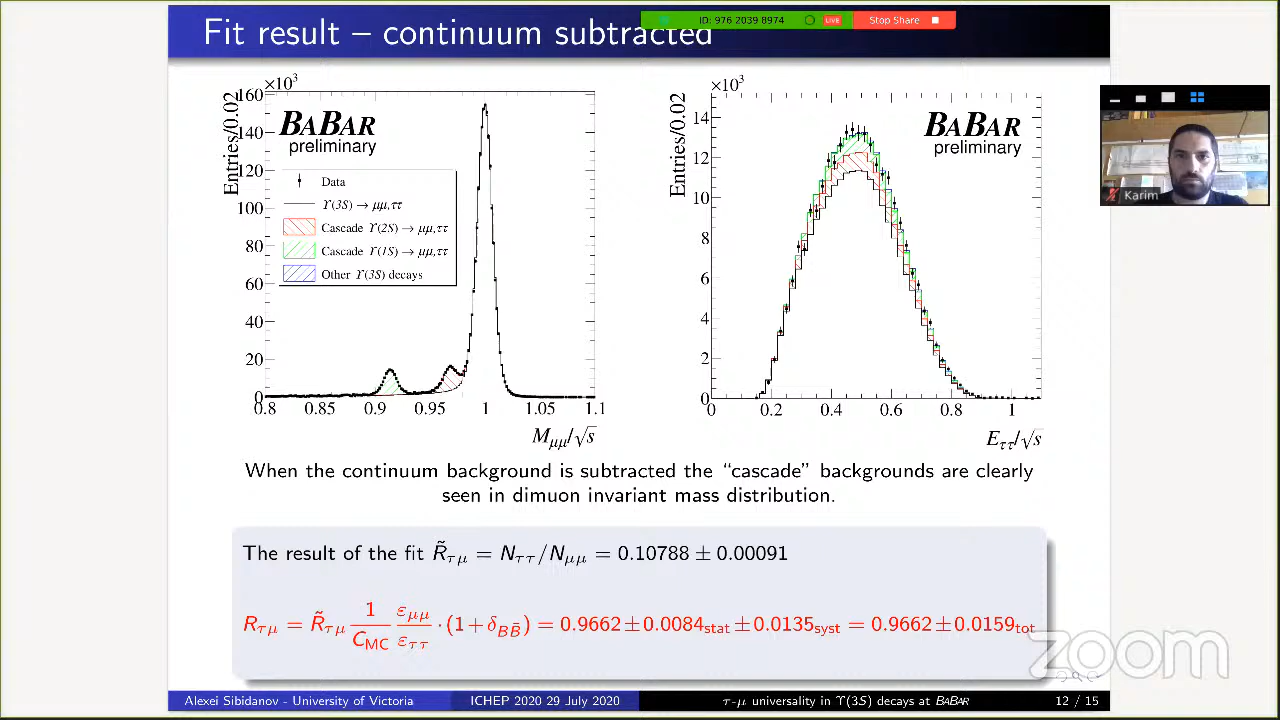 ID: 976 2039 8974 LIVE Stop Share
Fit result – continuum subtracted
×10³
Entries/0.02
160
140
120
100
80
60
40
20
0
0.8 0.85 0.9 0.95 1 1.05 1.1
M_μμ/√s
BABAR
preliminary
Data
ϒ(3S) → μμ,ττ
Cascade ϒ(2S) → μμ,ττ
Cascade ϒ(1S) → μμ,ττ
Other ϒ(3S) decays
×10³
Entries/0.02
14
12
10
8
6
4
2
0
0 0.2 0.4 0.6 0.8 1
E_ττ/√s
BABAR
preliminary
Karim
When the continuum background is subtracted the “cascade” backgrounds are clearly
seen in dimuon invariant mass distribution.
The result of the fit R̃_τμ = N_ττ/N_μμ = 0.10788 ± 0.00091
R_τμ = R̃_τμ 1/C_MC ε_μμ/ε_ττ · (1 + δ_BB̄) = 0.9662 ± 0.0084stat ± 0.0135syst = 0.9662 ± 0.0159tot
zoom
Alexei Sibidanov - University of Victoria ICHEP 2020 29 July 2020 τ-μ universality in ϒ(3S) decays at BABAR 12 / 15